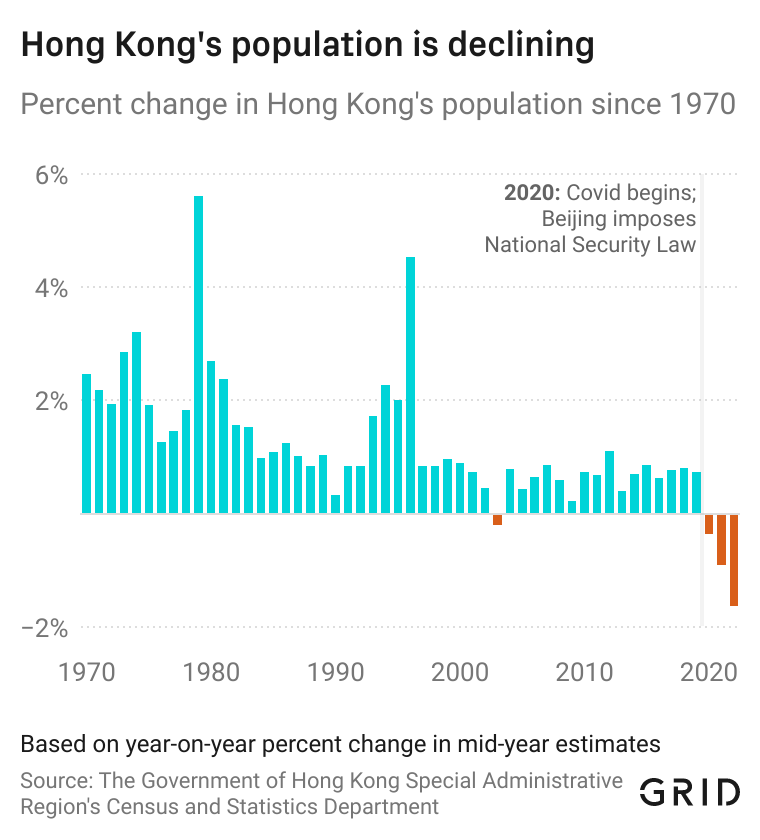 Hong Kong's population is declining
Percent change in Hong Kong's population since 1970
6%
2020: Covid begins;
Beijing imposes
National Security Law
4%
2%
−2%
1970 1980 1990 2000 2010 2020
Based on year-on-year percent change in mid-year estimates
Source: The Government of Hong Kong Special Administrative
Region's Census and Statistics Department
GRID